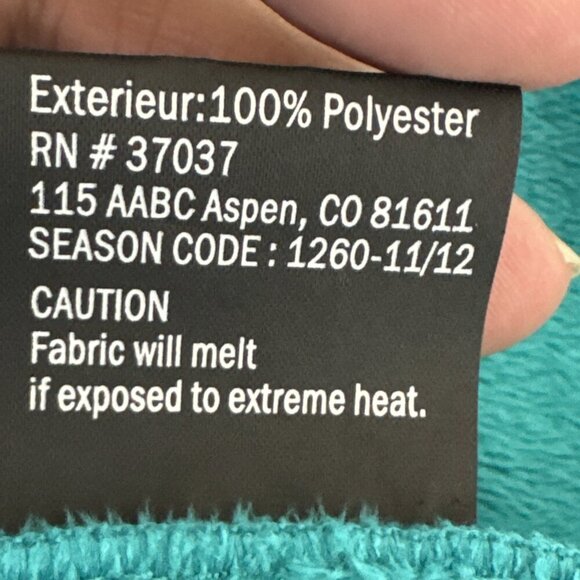 Exterieur:100% Polyester
RN # 37037
115 AABC Aspen, CO 81611
SEASON CODE : 1260-11/12
CAUTION
Fabric will melt
if exposed to extreme heat.